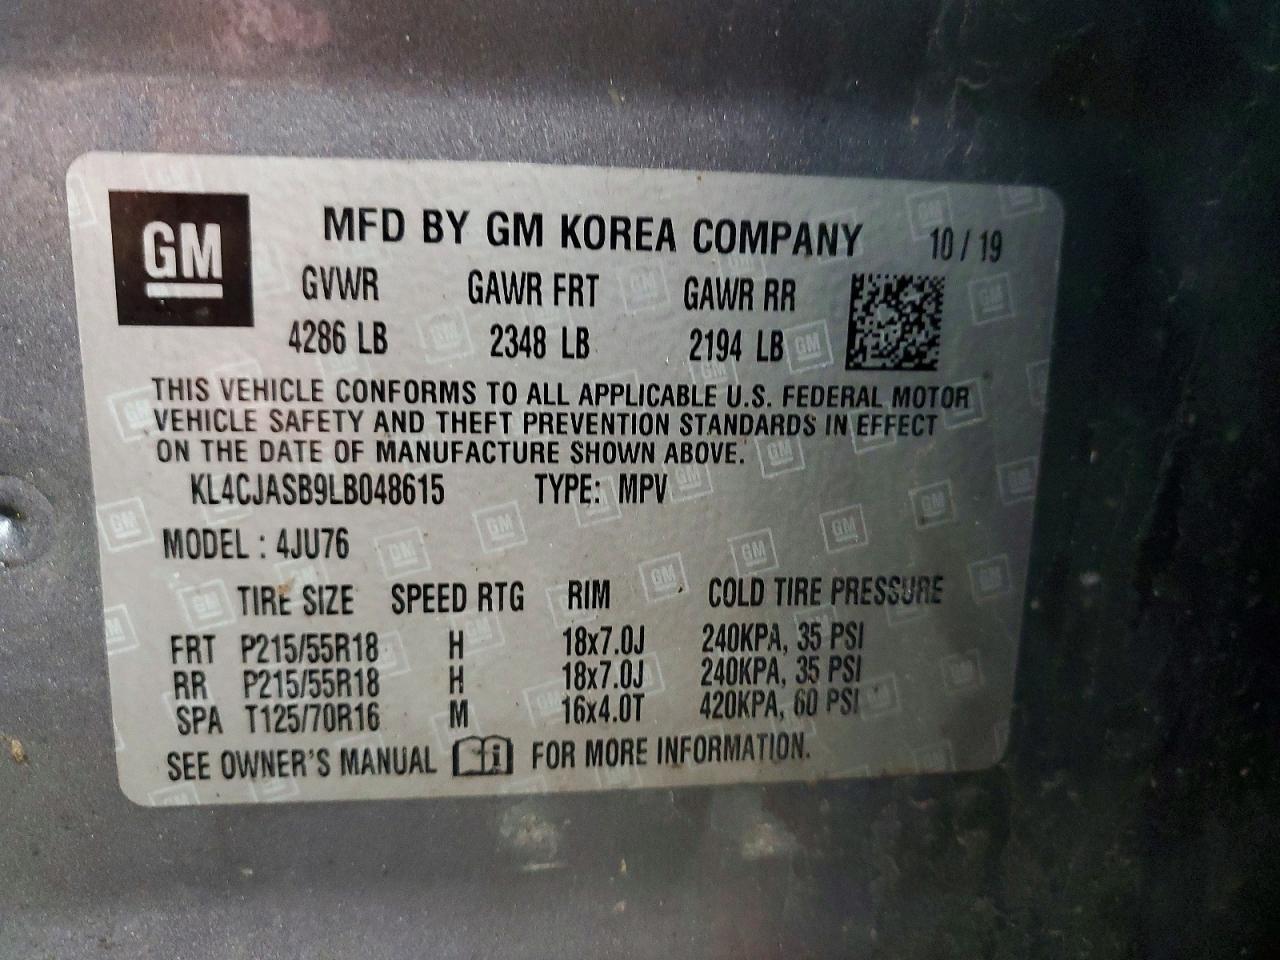 GM
MFD BY GM KOREA COMPANY 10 / 19
GVWR GAWR FRT GAWR RR
4286 LB 2348 LB 2194 LB
THIS VEHICLE CONFORMS TO ALL APPLICABLE U.S. FEDERAL MOTOR
VEHICLE SAFETY AND THEFT PREVENTION STANDARDS IN EFFECT
ON THE DATE OF MANUFACTURE SHOWN ABOVE.
KL4CJASB9LB048615 TYPE: MPV
MODEL : 4JU76
TIRE SIZE SPEED RTG RIM COLD TIRE PRESSURE
FRT P215/55R18 H 18x7.0J 240KPA, 35 PSI
RR P215/55R18 H 18x7.0J 240KPA, 35 PSI
SPA T125/70R16 M 16x4.0T 420KPA, 60 PSI
SEE OWNER'S MANUAL i FOR MORE INFORMATION.